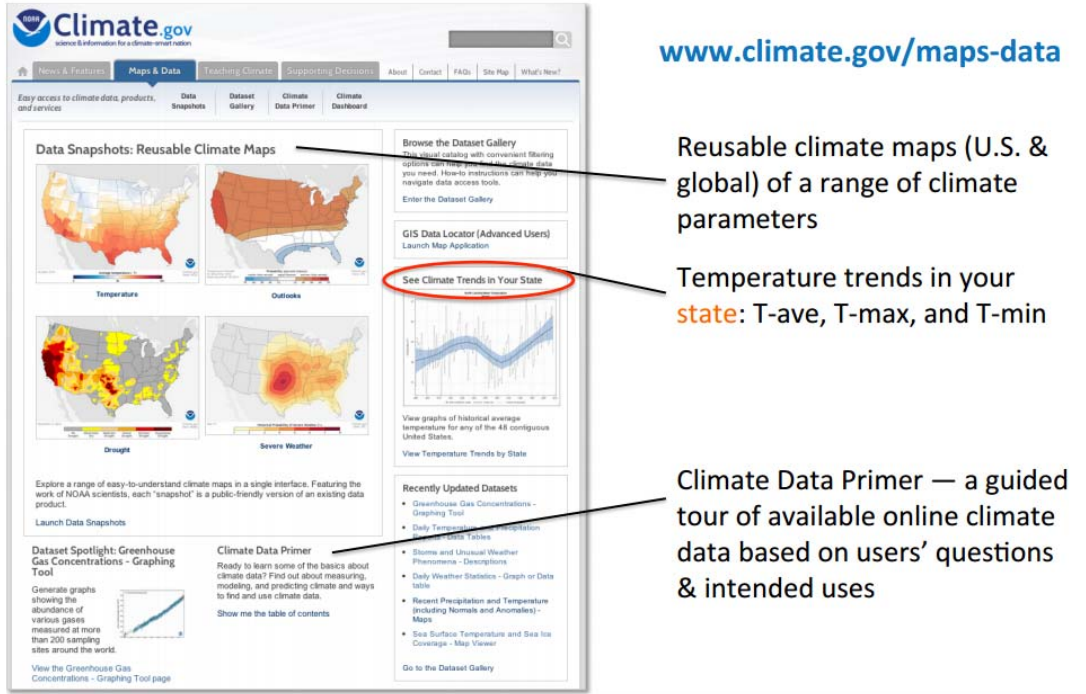 NOAA
Climate.gov
science & information for a climate-smart nation
News & Features
Maps & Data
Teaching Climate
Supporting Decisions
About
Contact
FAQs
Site Map
What's New?
Easy access to climate data, products,
and services
Data
Snapshots
Dataset
Gallery
Climate
Data Primer
Climate
Dashboard
Data Snapshots: Reusable Climate Maps
Temperature
Outlooks
Drought
Severe Weather
Explore a range of easy-to-understand climate maps in a single interface. Featuring the
work of NOAA scientists, each "snapshot" is a public-friendly version of an existing data
product.
Launch Data Snapshots
Dataset Spotlight: Greenhouse
Gas Concentrations - Graphing
Tool
Generate graphs
showing the
abundance of
various gases
measured at more
than 200 sampling
sites around the world.
View the Greenhouse Gas
Concentrations - Graphing Tool page
Climate Data Primer
Ready to learn some of the basics about
climate data? Find out about measuring,
modeling, and predicting climate and ways
to find and use climate data.
Show me the table of contents
Browse the Dataset Gallery
This visual catalog with convenient filtering
options can help you find the climate data
you need. How-to instructions can help you
navigate data access tools.
Enter the Dataset Gallery
GIS Data Locator (Advanced Users)
Launch Map Application
See Climate Trends in Your State
View graphs of historical average
temperature for any of the 48 contiguous
United States.
View Temperature Trends by State
Recently Updated Datasets
• Greenhouse Gas Concentrations -
Graphing Tool
• Daily Temperature and Precipitation
Reports - Data Tables
• Storms and Unusual Weather
Phenomena - Descriptions
• Daily Weather Statistics - Graph or Data
table
• Recent Precipitation and Temperature
(including Normals and Anomalies) -
Maps
• Sea Surface Temperature and Sea Ice
Coverage - Map Viewer
Go to the Dataset Gallery
www.climate.gov/maps-data
Reusable climate maps (U.S. &
global) of a range of climate
parameters
Temperature trends in your
state: T-ave, T-max, and T-min
Climate Data Primer — a guided
tour of available online climate
data based on users' questions
& intended uses